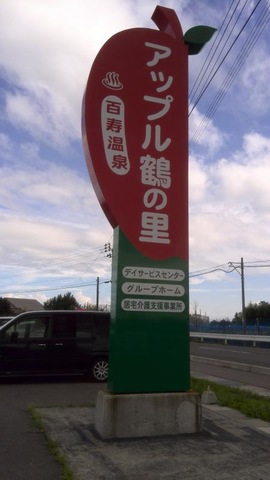 アップル鶴の里
百寿温泉
デイサービスセンター
グループホーム
居宅介護支援事業所